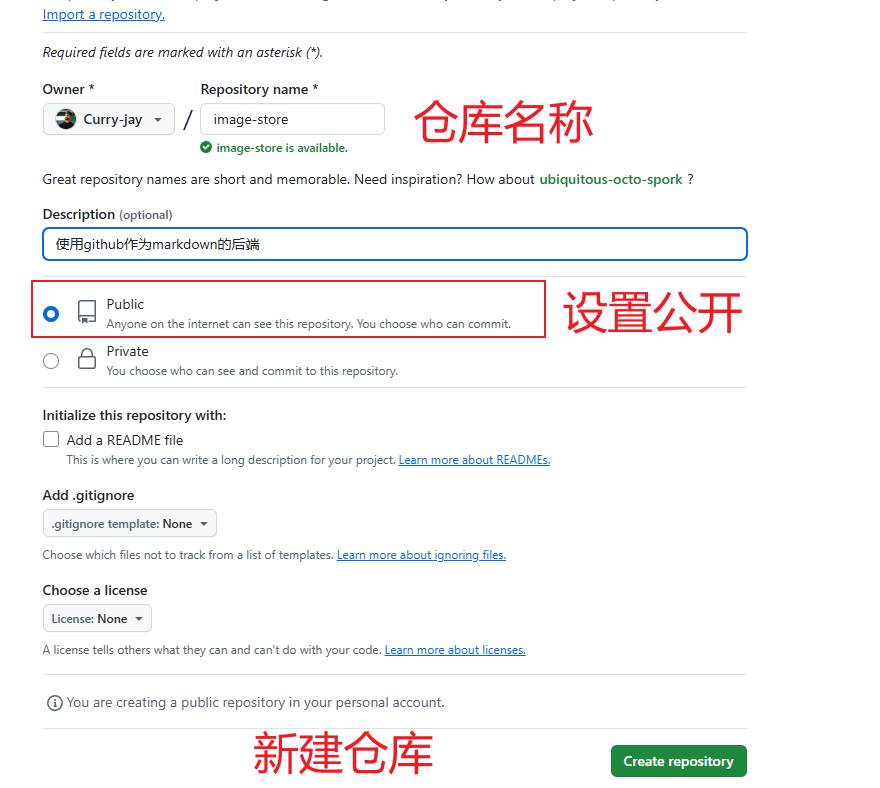 Import a repository.
Required fields are marked with an asterisk (*).
Owner *
Repository name *
Curry-jay
/
image-store
仓库名称
image-store is available.
Great repository names are short and memorable. Need inspiration? How about ubiquitous-octo-spork ?
Description (optional)
使用github作为markdown的后端
Public
Anyone on the internet can see this repository. You choose who can commit.
设置公开
Private
You choose who can see and commit to this repository.
Initialize this repository with:
Add a README file
This is where you can write a long description for your project. Learn more about READMEs.
Add .gitignore
.gitignore template: None
Choose which files not to track from a list of templates. Learn more about ignoring files.
Choose a license
License: None
A license tells others what they can and can't do with your code. Learn more about licenses.
You are creating a public repository in your personal account.
新建仓库
Create repository